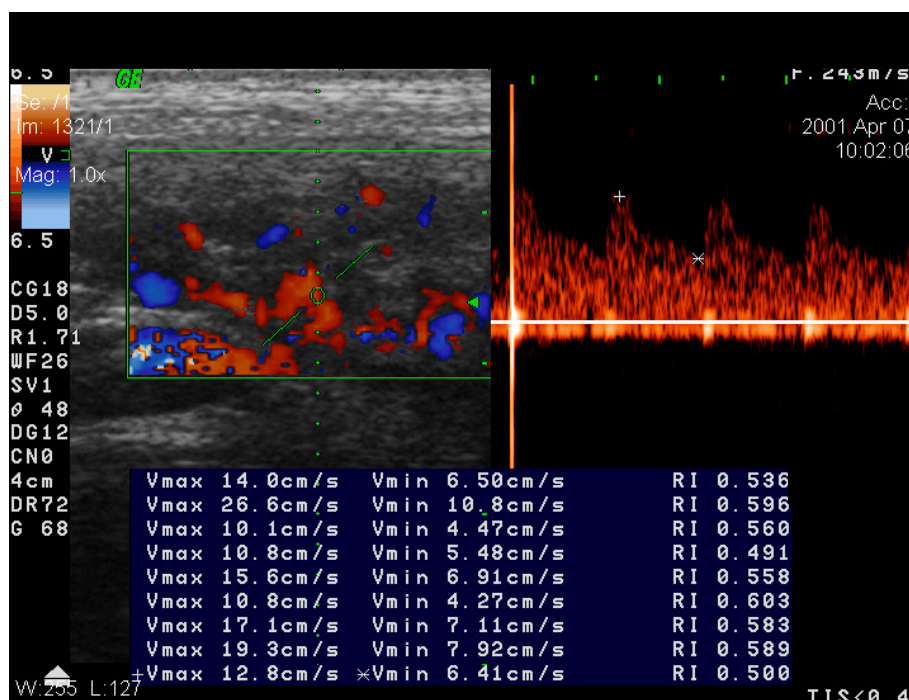 6.5
GE
F.243m/s
Se: /1
Acc:
Im: 1321/1
2001 Apr 07
V
10:02:06
Mag: 1.0x
6.5
CG18
D5.0
R1.71
WF26
SV1
θ 48
DG12
CN0
4cm
DR72
G 68
Vmax 14.0cm/s Vmin 6.50cm/s RI 0.536
Vmax 26.6cm/s Vmin 10.8cm/s RI 0.596
Vmax 10.1cm/s Vmin 4.47cm/s RI 0.560
Vmax 10.8cm/s Vmin 5.48cm/s RI 0.491
Vmax 15.6cm/s Vmin 6.91cm/s RI 0.558
Vmax 10.8cm/s Vmin 4.27cm/s RI 0.603
Vmax 17.1cm/s Vmin 7.11cm/s RI 0.583
Vmax 19.3cm/s Vmin 7.92cm/s RI 0.589
+Vmax 12.8cm/s ×Vmin 6.41cm/s RI 0.500
W:255 L:127
TIS<0.4